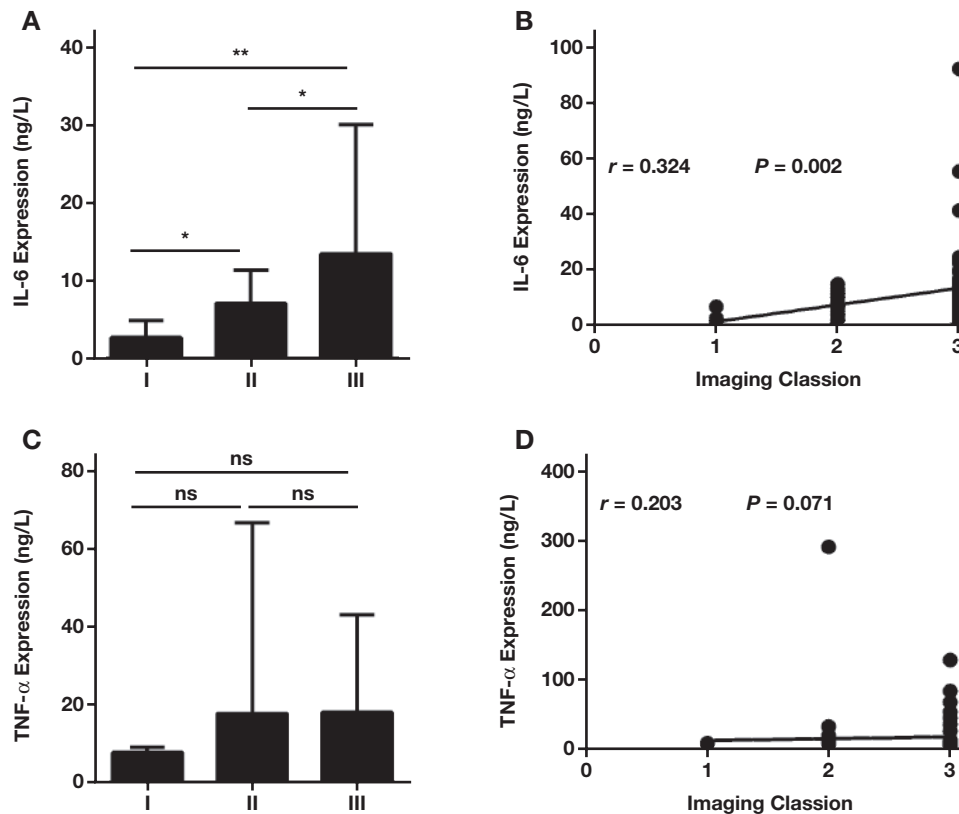 A
IL-6 Expression (ng/L)
40
30
20
10
0
**
*
*
I II III
B
IL-6 Expression (ng/L)
100
80
60
40
20
0
r = 0.324 P = 0.002
0 1 2 3
Imaging Classion
C
TNF-α Expression (ng/L)
80
60
40
20
0
ns
ns ns
I II III
D
TNF-α Expression (ng/L)
400
300
200
100
0
r = 0.203 P = 0.071
0 1 2 3
Imaging Classion